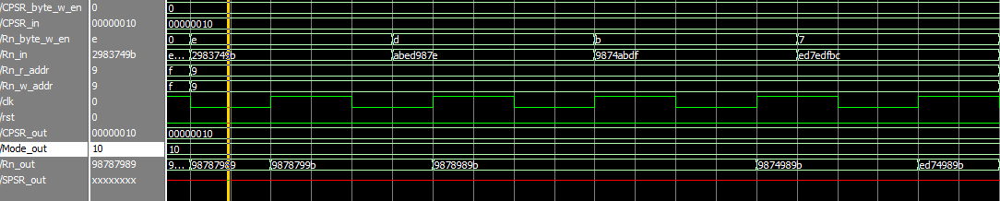 /CPSR_byte_w_en 0 0
/CPSR_in 00000010 00000010
/Rn_byte_w_en e 0 e d b 7
/Rn_in 2983749b e... 2983749b abed987e 9874abdf ed7edfbc
/Rn_r_addr 9 f 9
/Rn_w_addr 9 f 9
/clk 0
/rst 0
/CPSR_out 00000010 00000010
/Mode_out 10 10
/Rn_out 98787989 9... 98787989 9878799b 9878989b 9874989b ed74989b
/SPSR_out xxxxxxxx